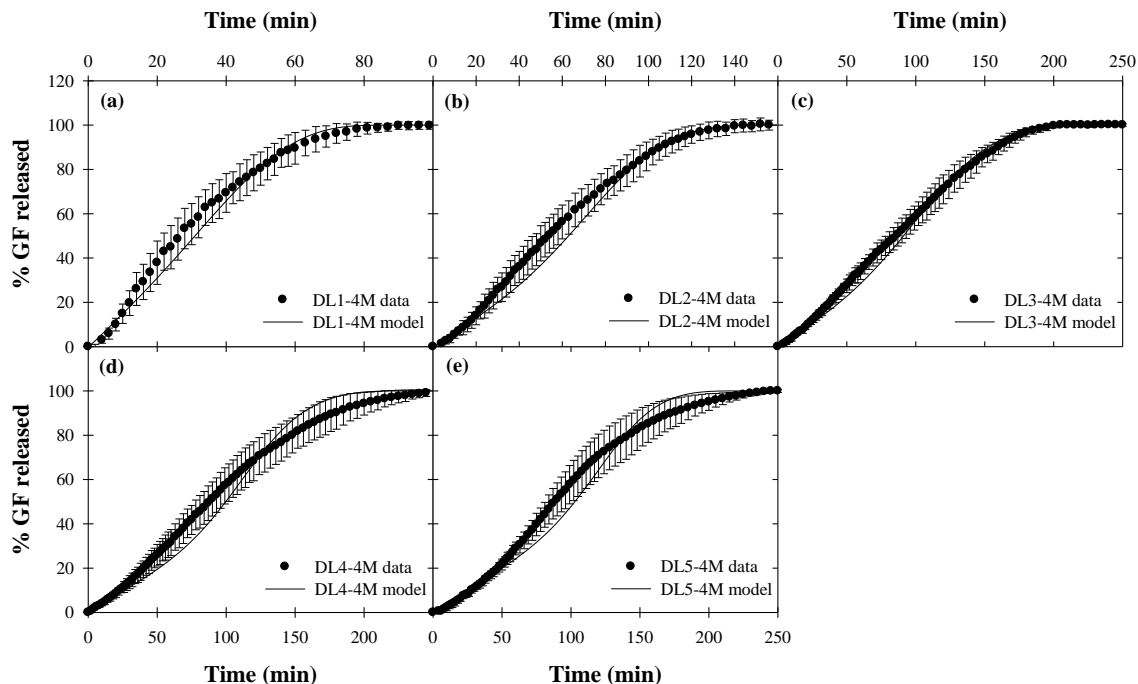 Time (min) Time (min) Time (min)
0 20 40 60 80 0 20 40 60 80 100 120 140 0 50 100 150 200 250
% GF released
120
100
80
60
40
20
0
(a)
DL1-4M data
DL1-4M model
(b)
DL2-4M data
DL2-4M model
(c)
DL3-4M data
DL3-4M model
% GF released
100
80
60
40
20
0
(d)
DL4-4M data
DL4-4M model
(e)
DL5-4M data
DL5-4M model
0 50 100 150 200 0 50 100 150 200 250
Time (min) Time (min)